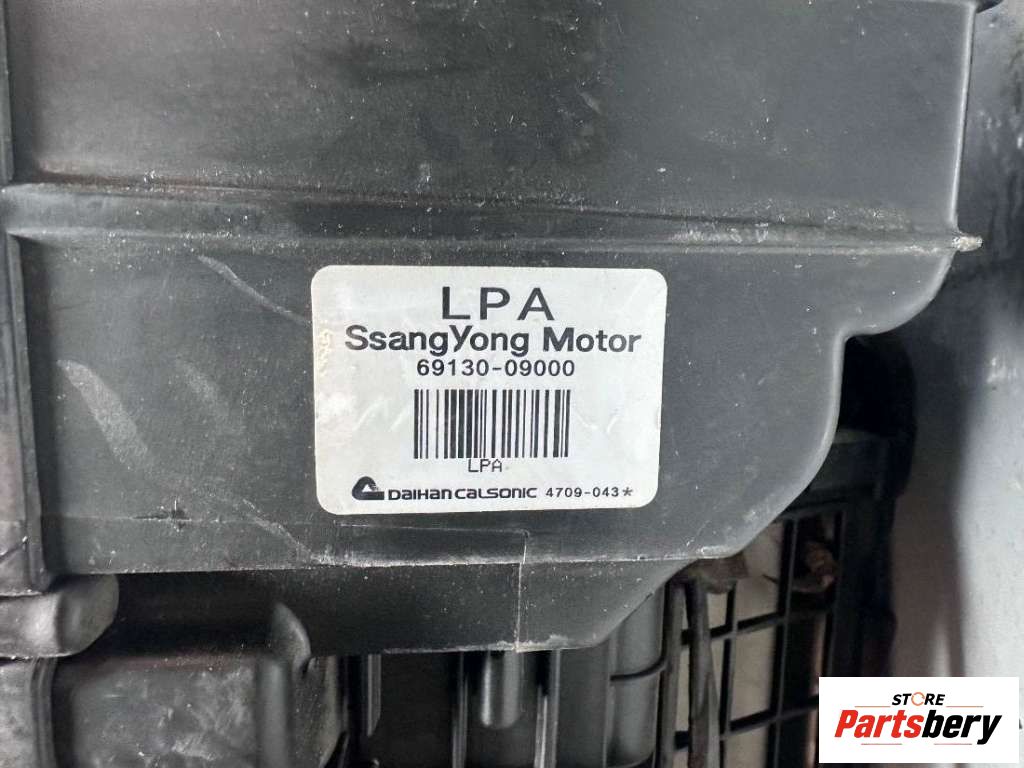 LPA
SsangYong Motor
69130-09000
LPA
DAIHAN CALSONIC 4709-043*
STORE
Partsbery